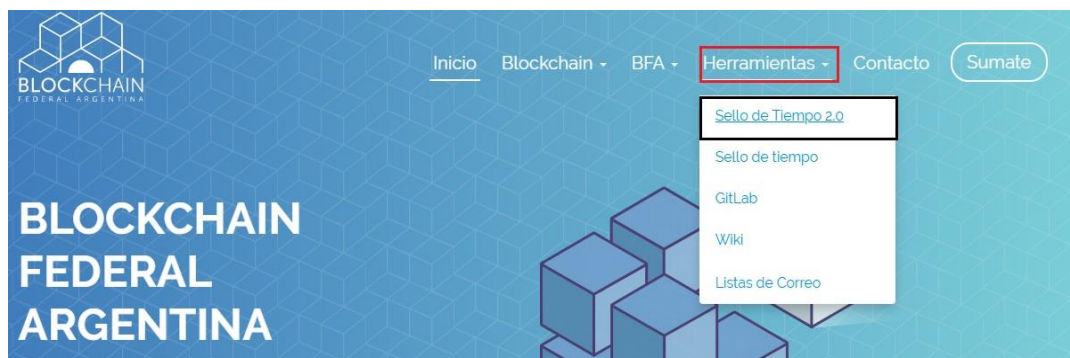 BLOCKCHAIN
FEDERAL ARGENTINA
Inicio Blockchain BFA Herramientas Contacto Sumate
Sello de Tiempo 2.0
Sello de tiempo
GitLab
Wiki
Listas de Correo
BLOCKCHAIN
FEDERAL
ARGENTINA